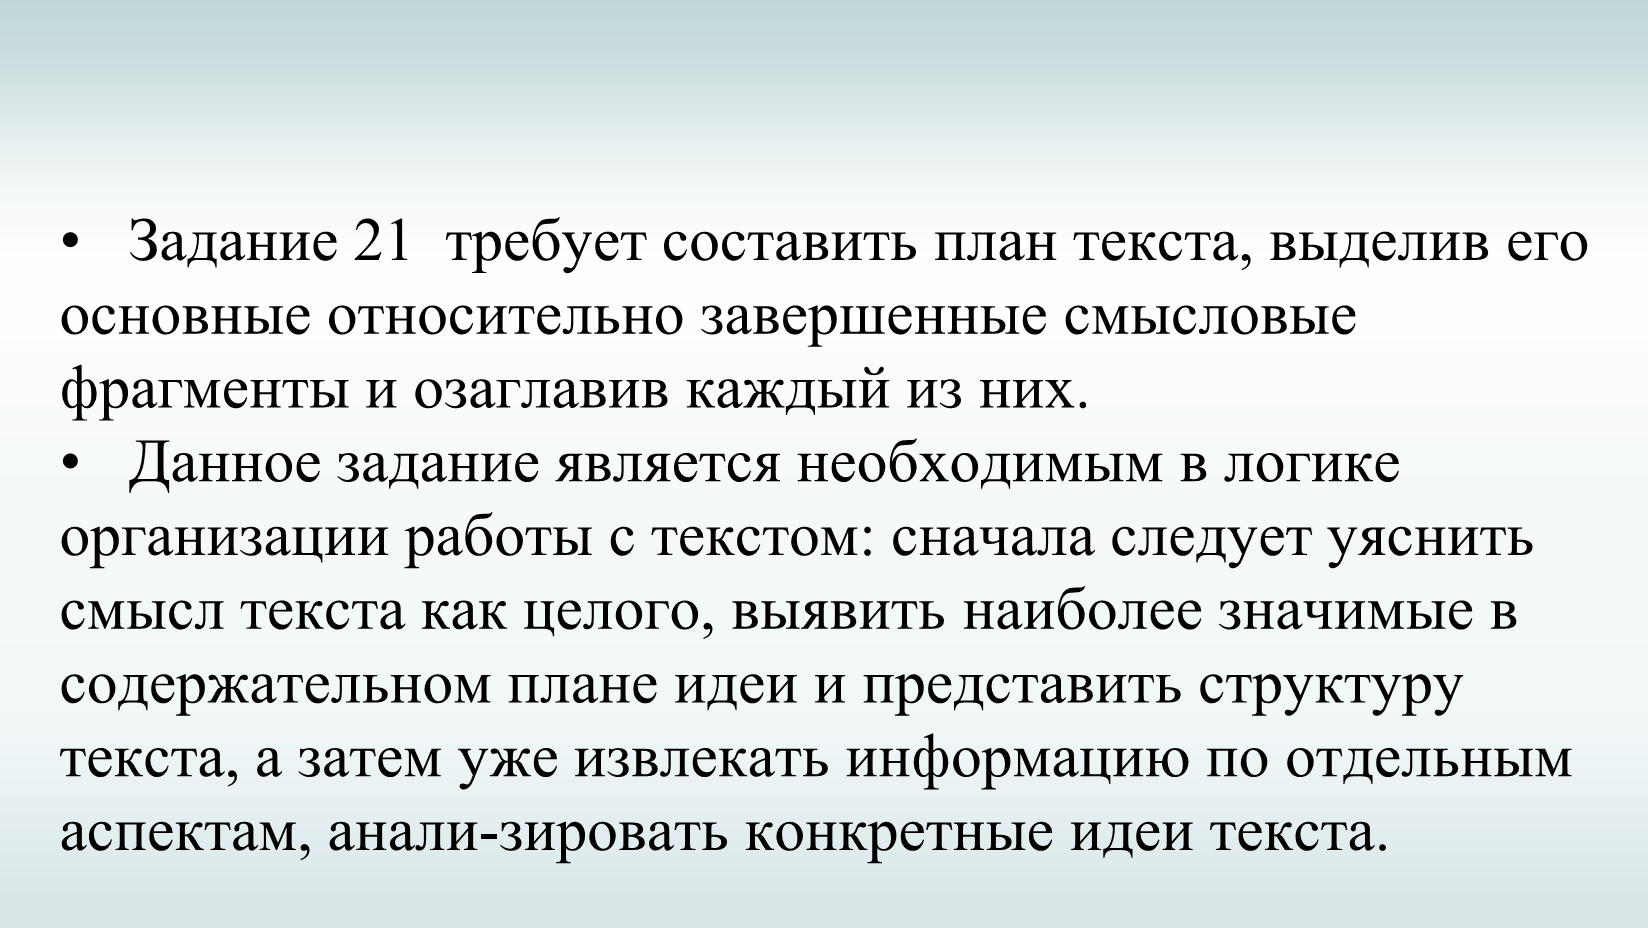 • Задание 21  требует составить план текста, выделив его
основные относительно завершенные смысловые
фрагменты и озаглавив каждый из них.
• Данное задание является необходимым в логике
организации работы с текстом: сначала следует уяснить
смысл текста как целого, выявить наиболее значимые в
содержательном плане идеи и представить структуру
текста, а затем уже извлекать информацию по отдельным
аспектам, анали-зировать конкретные идеи текста.